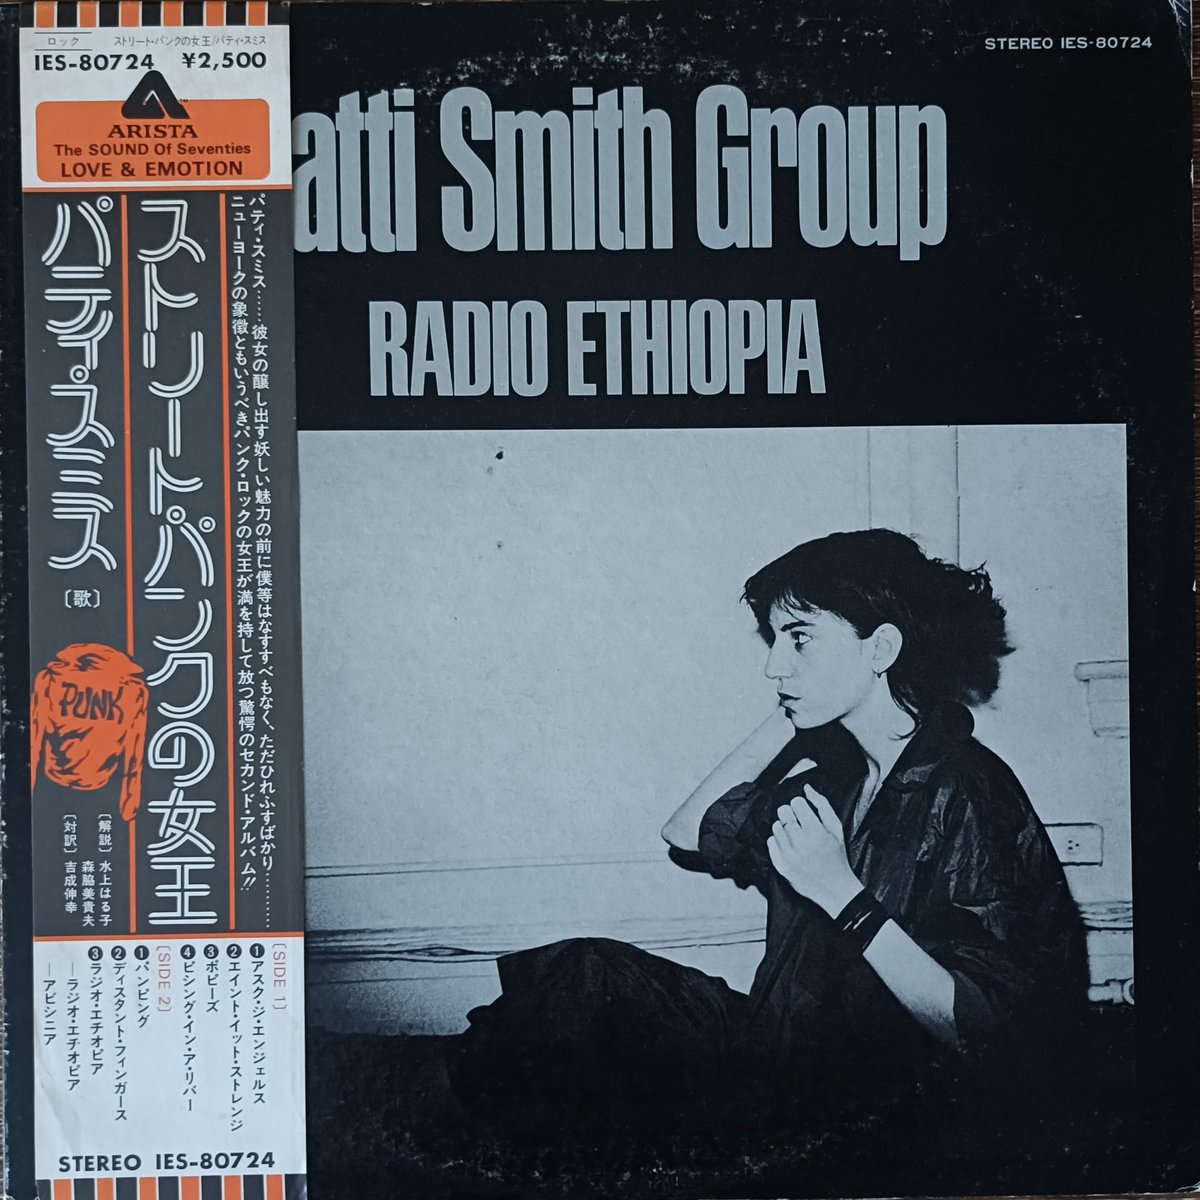 ロック
ストリート・パンクの女王/パティ・スミス
IES-80724 ¥2,500
ARISTA
The SOUND Of Seventies
LOVE & EMOTION
パティ・スミス……彼女の醸し出す妖しい魅力の前に僕等はなすすべもなく、ただひれふすばかり…………
ニューヨークの象徴ともいうべきパンク・ロックの女王が満を持して放つ驚愕のセカンド・アルバム!!
ストリート・パンクの女王
パティ・スミス
〔歌〕
PUNK
〔解説〕水上はる子
森脇美貴夫
〔対訳〕吉成伸幸
〔SIDE 1〕
❶アスク・ジ・エンジェルス
❷エイント・イット・ストレンジ
❸ポピーズ
❹ピシング・イン・ア・リバー
〔SIDE 2〕
❶パンピング
❷ディスタント・フィンガース
❸ラジオ・エチオピア
—ラジオ・エチオピア
—アビシニア
STEREO IES-80724
STEREO IES-80724
atti Smith Group
RADIO ETHIOPIA